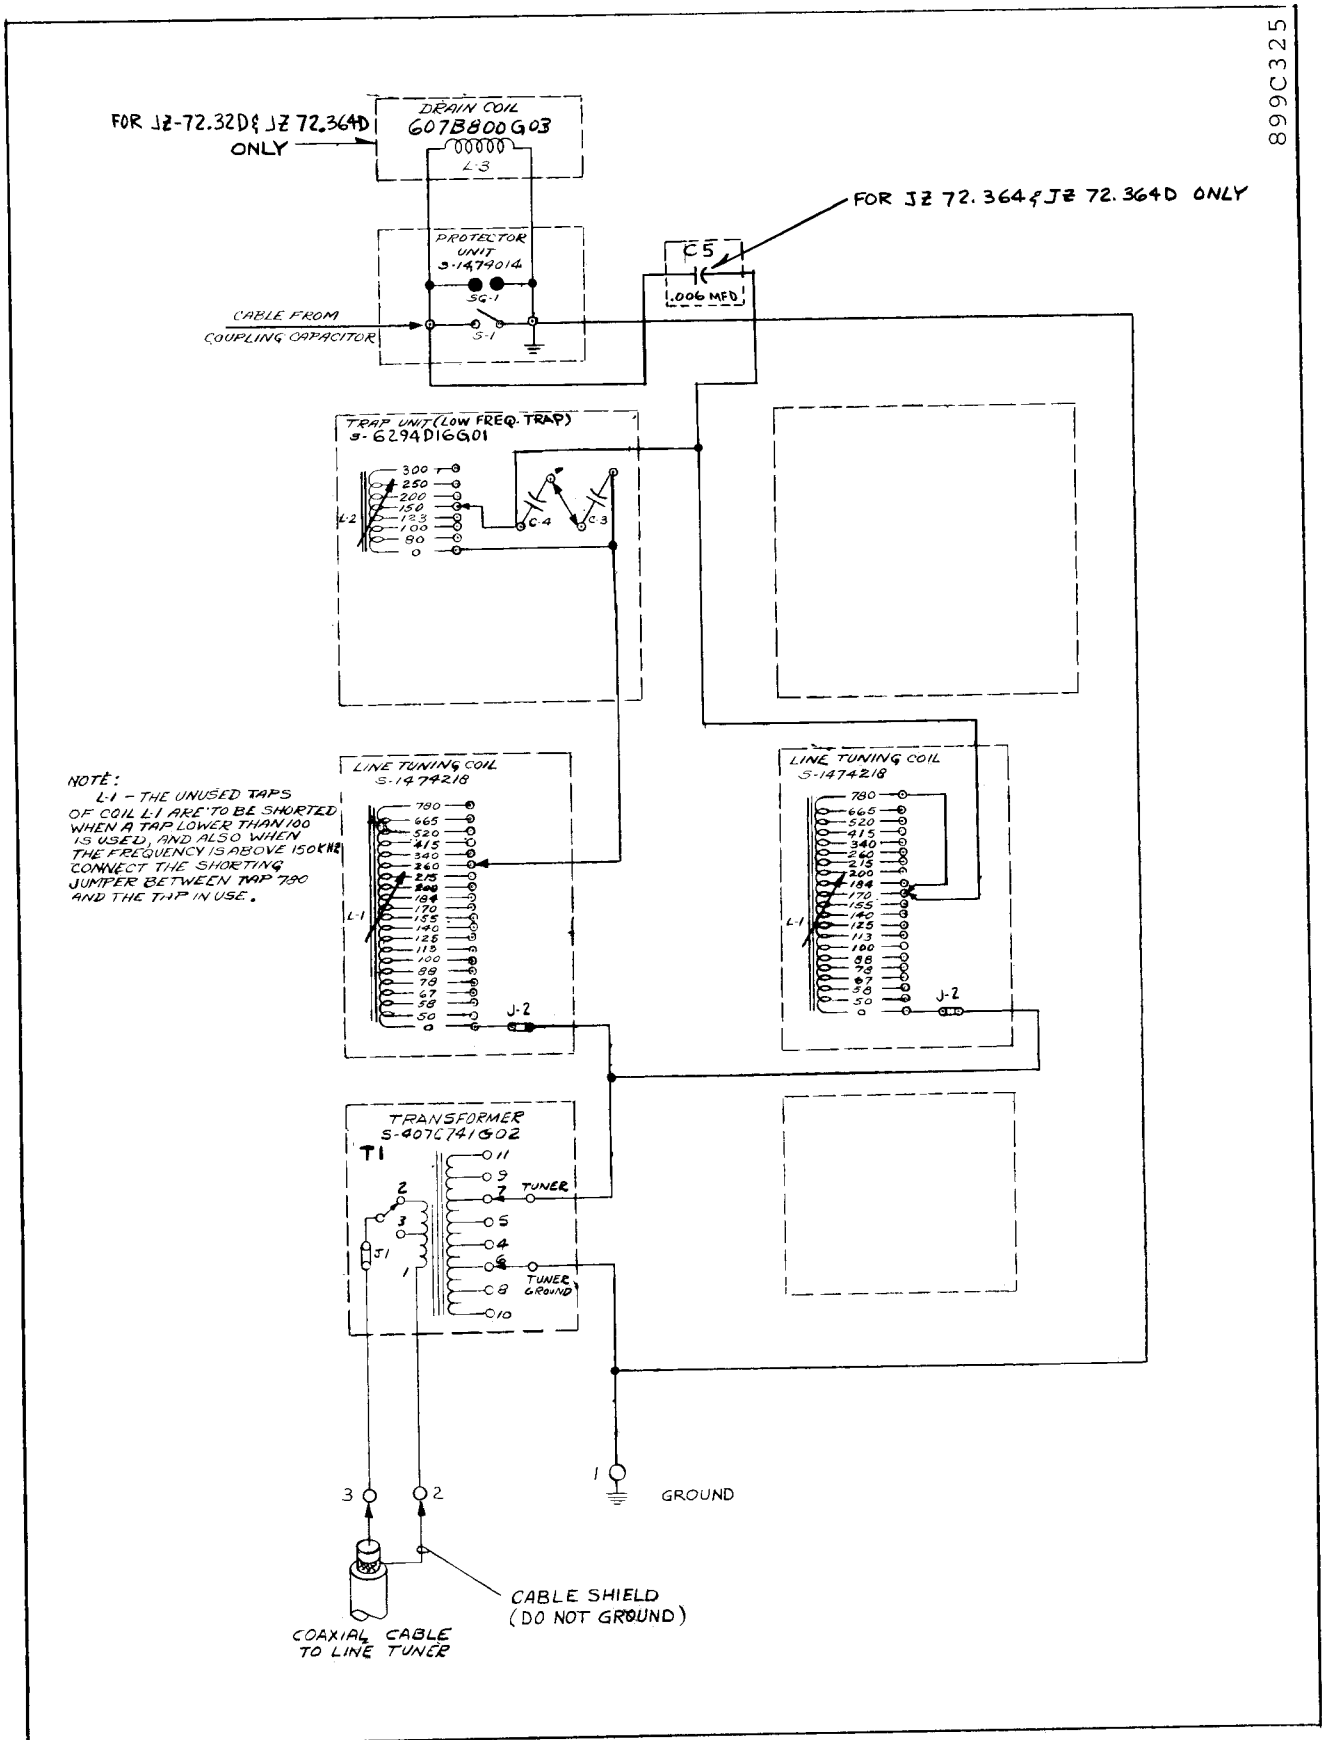 899C325
DRAIN COIL
607B800G03
L-3
FOR JZ-72.32D & JZ 72.364D
ONLY
FOR JZ 72.364 & JZ 72.364D ONLY
PROTECTOR
UNIT
S-1474014
SG-1
S-1
C5
.006 MFD
CABLE FROM
COUPLING CAPACITOR
TRAP UNIT (LOW FREQ. TRAP)
S-6294D16G01
300
250
200
150
123
100
80
0
L-2
C-4
C-3
NOTE:
L-1 - THE UNUSED TAPS
OF COIL L-1 ARE TO BE SHORTED
WHEN A TAP LOWER THAN 100
IS USED, AND ALSO WHEN
THE FREQUENCY IS ABOVE 150KHZ
CONNECT THE SHORTING
JUMPER BETWEEN TAP 780
AND THE TAP IN USE.
LINE TUNING COIL
S-1474218
780
665
520
415
340
260
215
200
184
170
155
140
125
113
100
88
78
67
58
50
0
L-1
J-2
LINE TUNING COIL
S-1474218
780
665
520
415
340
260
215
200
184
170
155
140
125
113
100
88
78
67
58
50
0
L-1
J-2
TRANSFORMER
S-407C741G02
T1
11
9
7
5
4
6
8
10
TUNER
TUNER
GROUND
2
3
J1
1
3
2
1
GROUND
CABLE SHIELD
(DO NOT GROUND)
COAXIAL CABLE
TO LINE TUNER